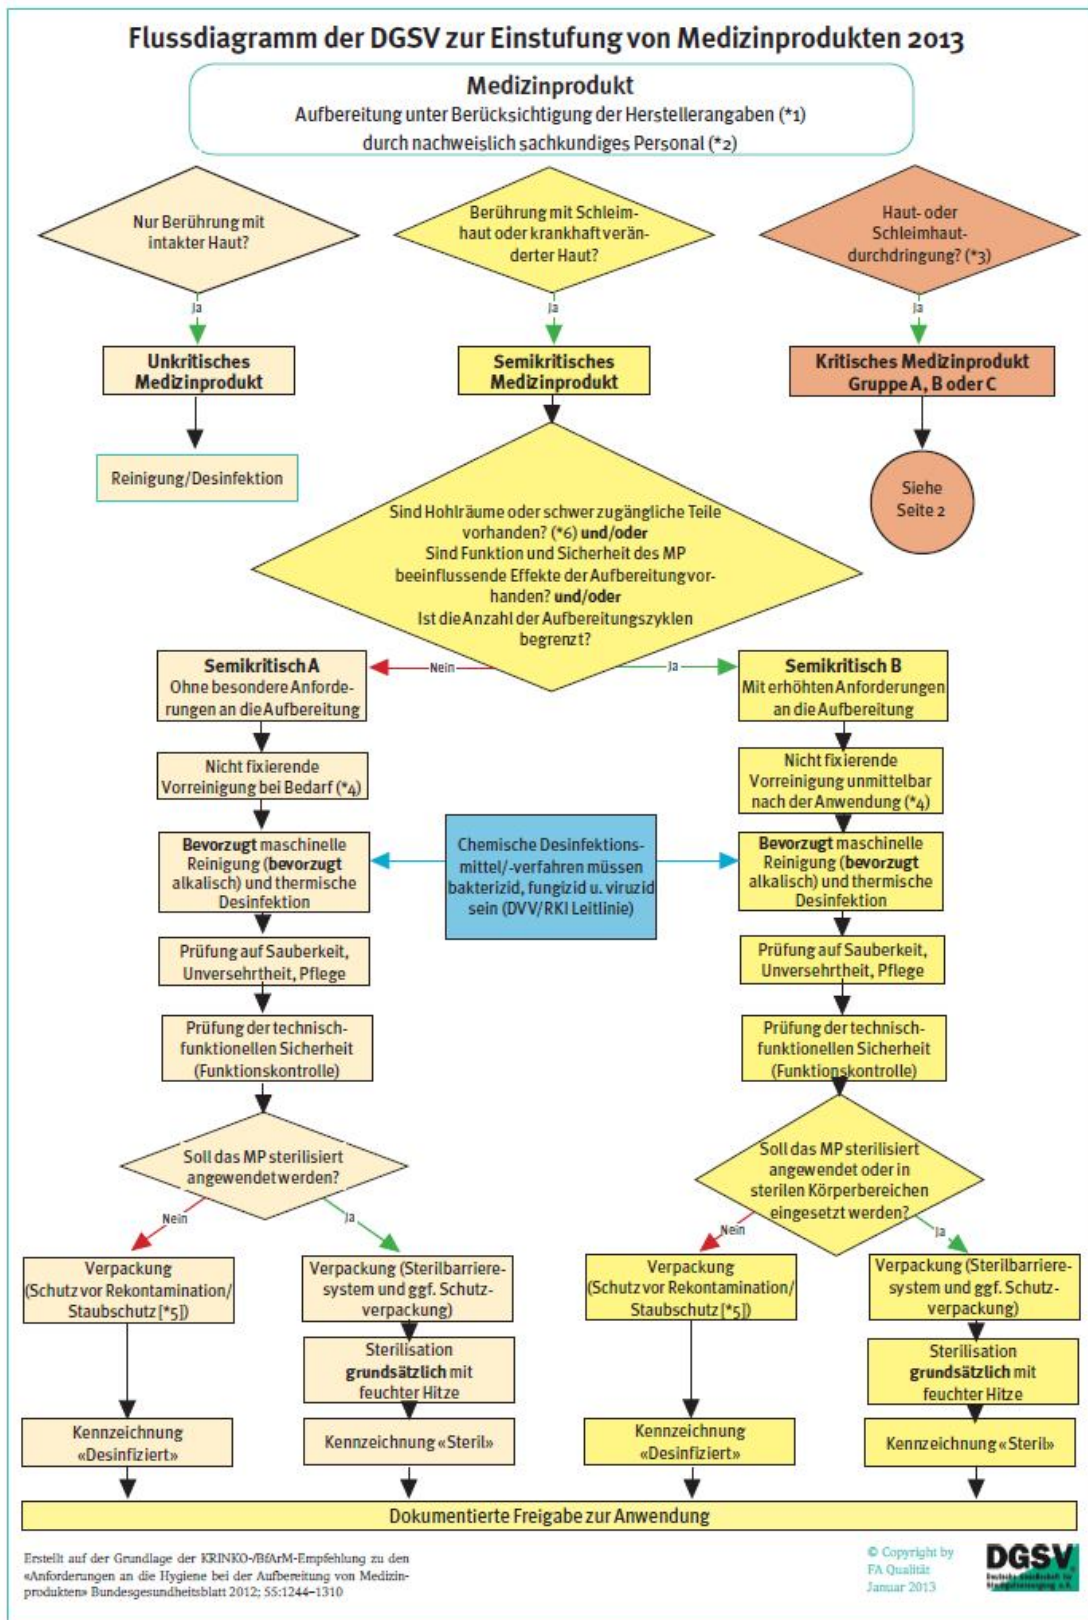 Flussdiagramm der DGSV zur Einstufung von Medizinprodukten 2013
Medizinprodukt
Aufbereitung unter Berücksichtigung der Herstellerangaben (*1)
durch nachweislich sachkundiges Personal (*2)
Nur Berührung mit
intakter Haut?
Berührung mit Schleim-
haut oder krankhaft verän-
derter Haut?
Haut- oder
Schleimhaut-
durchdringung? (*3)
Ja
Ja
Ja
Unkritisches
Medizinprodukt
Semikritisches
Medizinprodukt
Kritisches Medizinprodukt
Gruppe A, B oder C
Reinigung/Desinfektion
Siehe
Seite 2
Sind Hohlräume oder schwer zugängliche Teile
vorhanden? (*6) und/oder
Sind Funktion und Sicherheit des MP
beeinflussende Effekte der Aufbereitung vor-
handen? und/oder
Ist die Anzahl der Aufbereitungszyklen
begrenzt?
Nein
Ja
Semikritisch A
Ohne besondere Anforde-
rungen an die Aufbereitung
Semikritisch B
Mit erhöhten Anforderungen
an die Aufbereitung
Nicht fixierende
Vorreinigung bei Bedarf (*4)
Nicht fixierende
Vorreinigung unmittelbar
nach der Anwendung (*4)
Bevorzugt maschinelle
Reinigung (bevorzugt
alkalisch) und thermische
Desinfektion
Chemische Desinfektions-
mittel/-verfahren müssen
bakterizid, fungizid u. viruzid
sein (DVV/RKI Leitlinie)
Bevorzugt maschinelle
Reinigung (bevorzugt
alkalisch) und thermische
Desinfektion
Prüfung auf Sauberkeit,
Unversehrtheit, Pflege
Prüfung auf Sauberkeit,
Unversehrtheit, Pflege
Prüfung der technisch-
funktionellen Sicherheit
(Funktionskontrolle)
Prüfung der technisch-
funktionellen Sicherheit
(Funktionskontrolle)
Soll das MP sterilisiert
angewendet werden?
Soll das MP sterilisiert
angewendet oder in
sterilen Körperbereichen
eingesetzt werden?
Nein
Ja
Nein
Ja
Verpackung
(Schutz vor Rekontamination/
Staubschutz [*5])
Verpackung (Sterilbarriere-
system und ggf. Schutz-
verpackung)
Verpackung
(Schutz vor Rekontamination/
Staubschutz [*5])
Verpackung (Sterilbarriere-
system und ggf. Schutz-
verpackung)
Sterilisation
grundsätzlich mit
feuchter Hitze
Sterilisation
grundsätzlich mit
feuchter Hitze
Kennzeichnung
«Desinfiziert»
Kennzeichnung «Steril»
Kennzeichnung
«Desinfiziert»
Kennzeichnung «Steril»
Dokumentierte Freigabe zur Anwendung
Erstellt auf der Grundlage der KRINKO-/BfArM-Empfehlung zu den
«Anforderungen an die Hygiene bei der Aufbereitung von Medizin-
produkten» Bundesgesundheitsblatt 2012; 55:1244–1310
© Copyright by
FA Qualität
Januar 2013
DGSV
Deutsche Gesellschaft für
Sterilgutversorgung e.V.